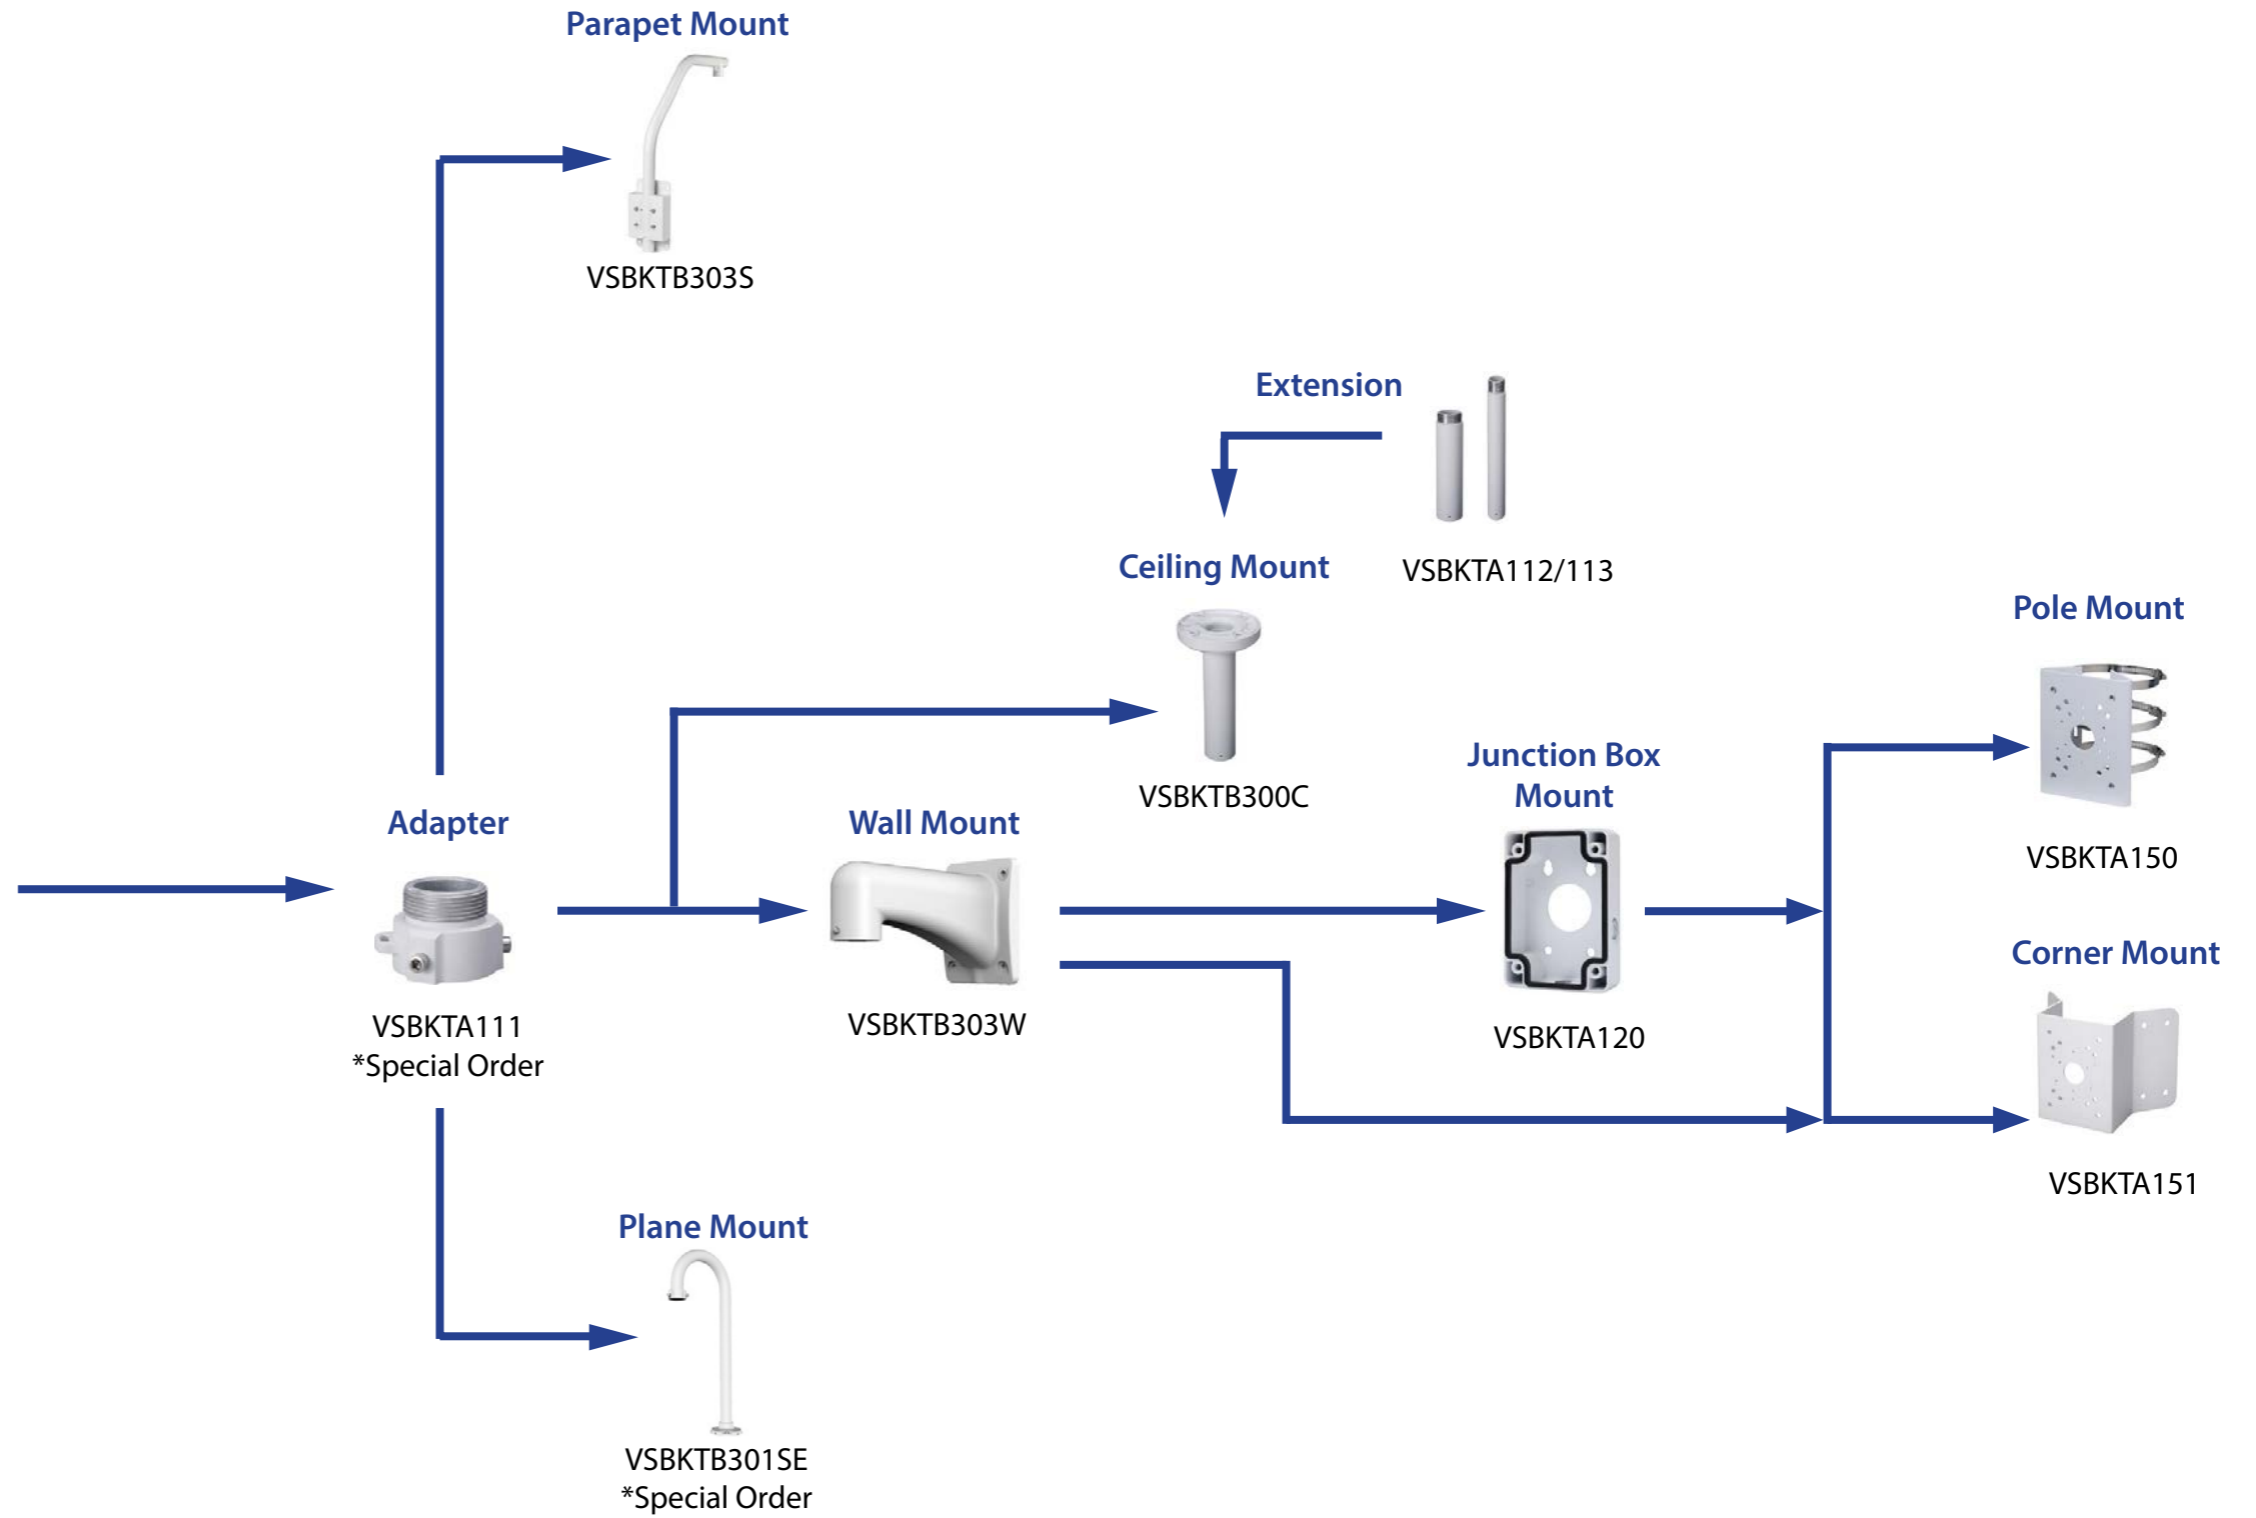 Parapet Mount
VSBKTB303S
Extension
VSBKTA112/113
Ceiling Mount
VSBKTB300C
Pole Mount
VSBKTA150
Junction Box
Mount
VSBKTA120
Adapter
VSBKTA111
*Special Order
Wall Mount
VSBKTB303W
Corner Mount
VSBKTA151
Plane Mount
VSBKTB301SE
*Special Order